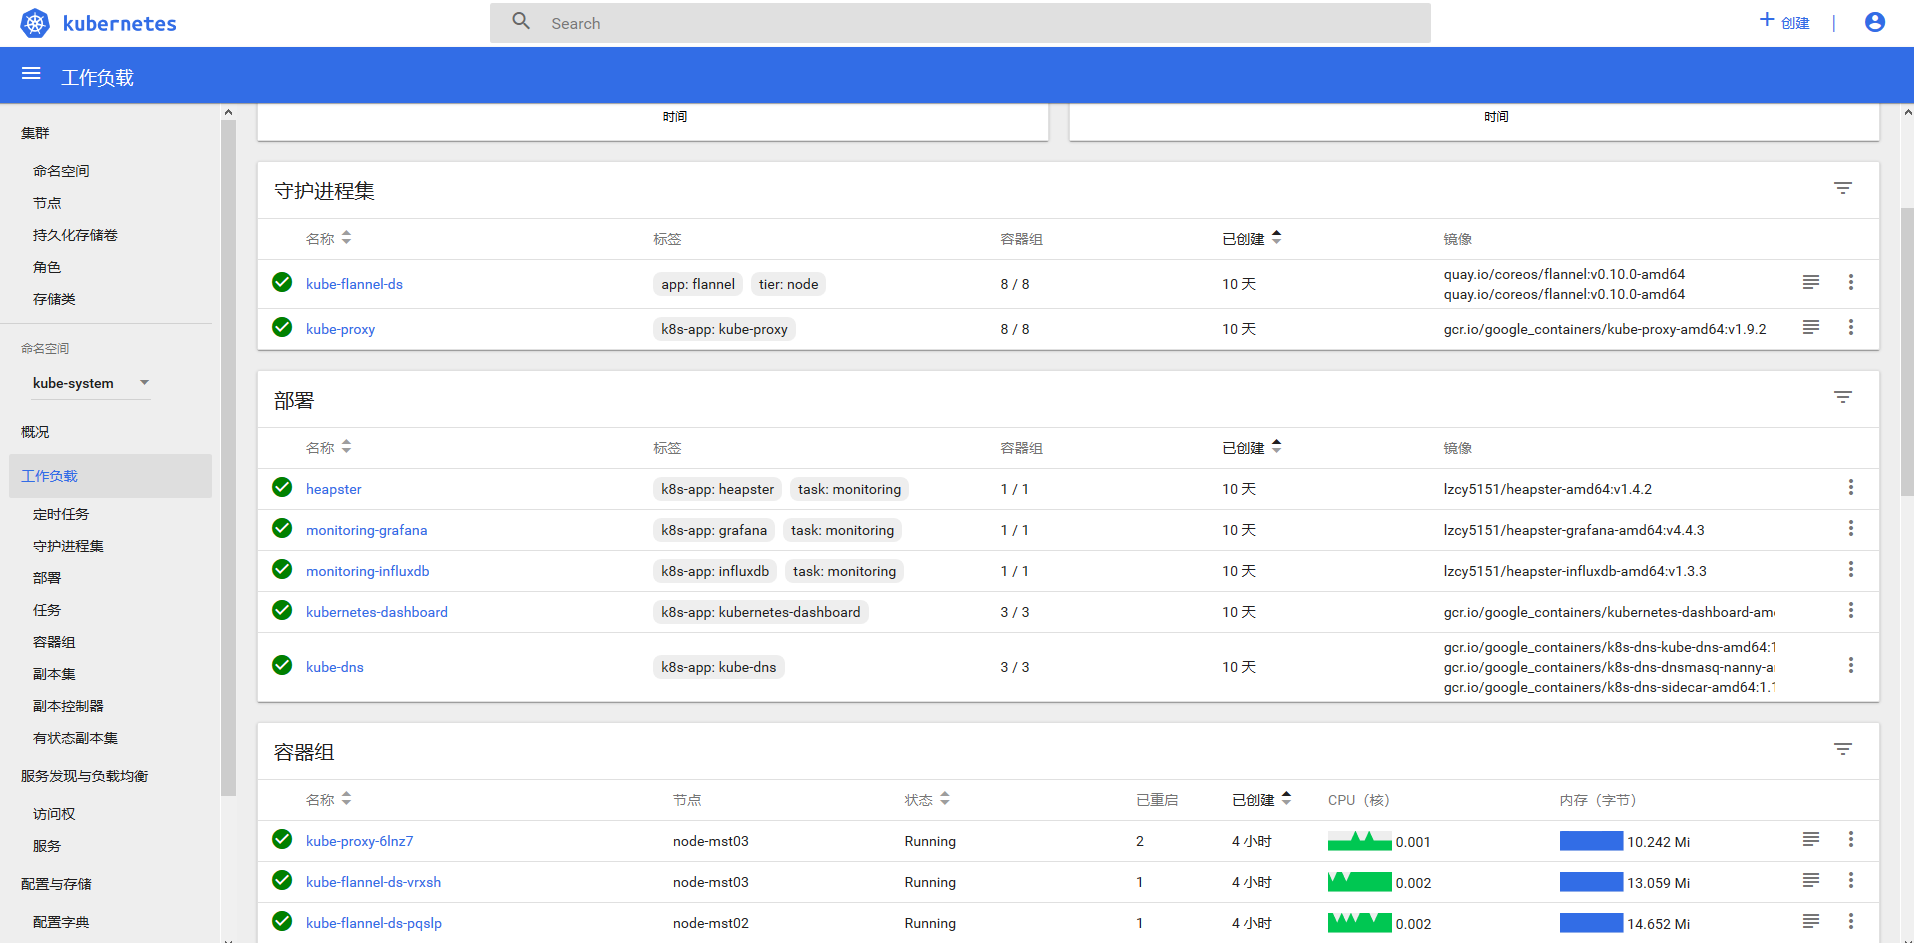 kubernetes
Search
创建
工作负载
集群
命名空间
节点
持久化存储卷
角色
存储类
命名空间
kube-system
概况
工作负载
定时任务
守护进程集
部署
任务
容器组
副本集
副本控制器
有状态副本集
服务发现与负载均衡
访问权
服务
配置与存储
配置字典
时间 时间
守护进程集
名称 标签 容器组 已创建 镜像
kube-flannel-ds app: flannel tier: node 8 / 8 10 天 quay.io/coreos/flannel:v0.10.0-amd64
quay.io/coreos/flannel:v0.10.0-amd64
kube-proxy k8s-app: kube-proxy 8 / 8 10 天 gcr.io/google_containers/kube-proxy-amd64:v1.9.2
部署
名称 标签 容器组 已创建 镜像
heapster k8s-app: heapster task: monitoring 1 / 1 10 天 lzcy5151/heapster-amd64:v1.4.2
monitoring-grafana k8s-app: grafana task: monitoring 1 / 1 10 天 lzcy5151/heapster-grafana-amd64:v4.4.3
monitoring-influxdb k8s-app: influxdb task: monitoring 1 / 1 10 天 lzcy5151/heapster-influxdb-amd64:v1.3.3
kubernetes-dashboard k8s-app: kubernetes-dashboard 3 / 3 10 天 gcr.io/google_containers/kubernetes-dashboard-am
kube-dns k8s-app: kube-dns 3 / 3 10 天 gcr.io/google_containers/k8s-dns-kube-dns-amd64:1
gcr.io/google_containers/k8s-dns-dnsmasq-nanny-a
gcr.io/google_containers/k8s-dns-sidecar-amd64:1.1
容器组
名称 节点 状态 已重启 已创建 CPU（核） 内存（字节）
kube-proxy-6lnz7 node-mst03 Running 2 4 小时 0.001 10.242 Mi
kube-flannel-ds-vrxsh node-mst03 Running 1 4 小时 0.002 13.059 Mi
kube-flannel-ds-pqslp node-mst02 Running 1 4 小时 0.002 14.652 Mi